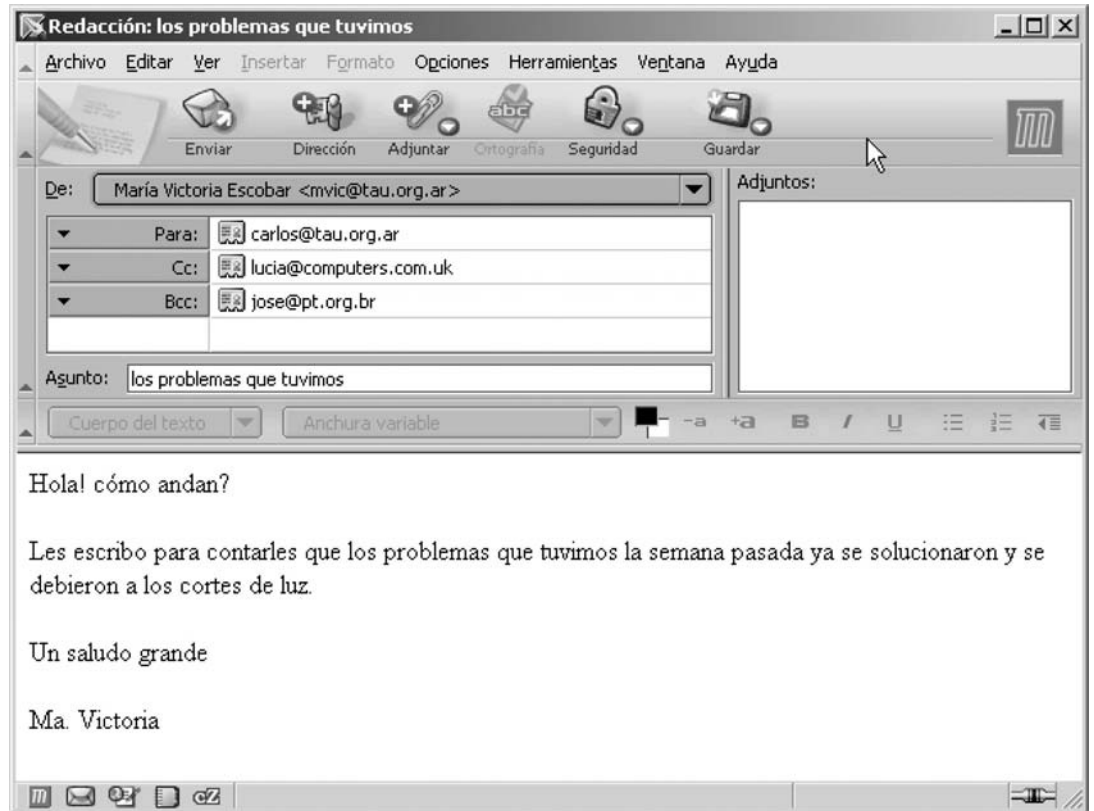 Redacción: los problemas que tuvimos
Archivo Editar Ver Insertar Formato Opciones Herramientas Ventana Ayuda
abc
Enviar Dirección Adjuntar Ortografía Seguridad Guardar
De: María Victoria Escobar <mvic@tau.org.ar>
Adjuntos:
Para: carlos@tau.org.ar
Cc: lucia@computers.com.uk
Bcc: jose@pt.org.br
Asunto: los problemas que tuvimos
Cuerpo del texto Anchura variable -a +a B I U
Hola! cómo andan?
Les escribo para contarles que los problemas que tuvimos la semana pasada ya se solucionaron y se
debieron a los cortes de luz.
Un saludo grande
Ma. Victoria
cZ